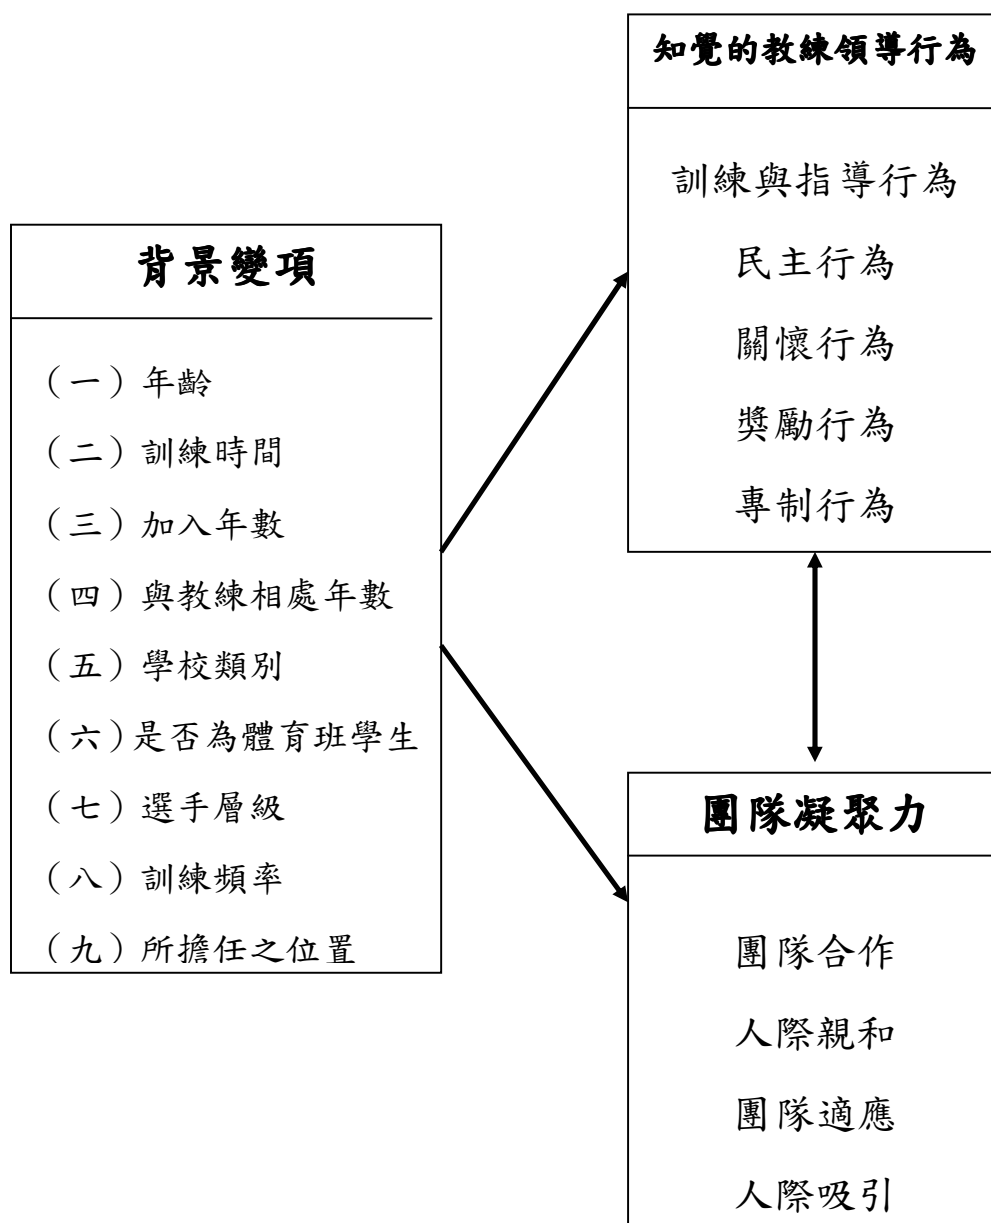 知覺的教練領導行為
訓練與指導行為
民主行為
關懷行為
獎勵行為
專制行為
背景變項
（一）年齡
（二）訓練時間
（三）加入年數
（四）與教練相處年數
（五）學校類別
（六）是否為體育班學生
（七）選手層級
（八）訓練頻率
（九）所擔任之位置
團隊凝聚力
團隊合作
人際親和
團隊適應
人際吸引